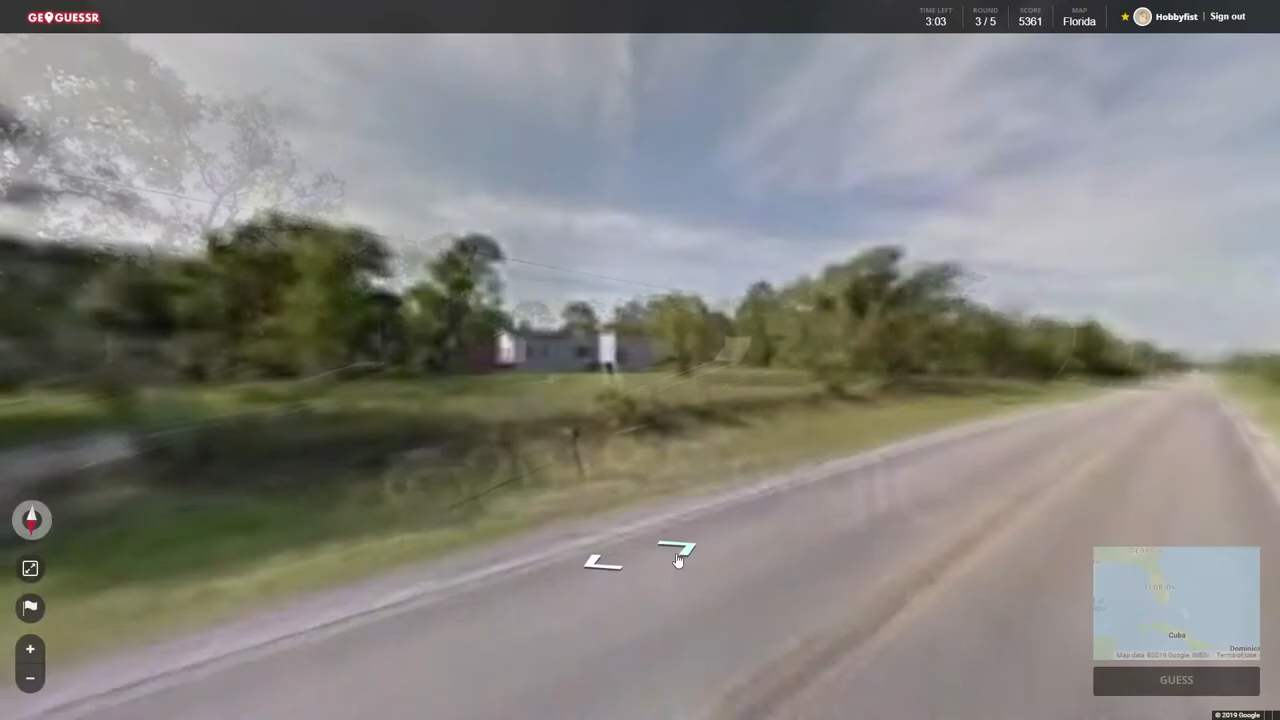 GEOGUESSR
TIME LEFT
3:03
ROUND
3 / 5
SCORE
5361
MAP
Florida
Hobbyfist | Sign out
GEORGIA
FLORIDA
Cuba
Map data ©2019 Google, INEGI
Terms of Use
GUESS
© 2019 Google